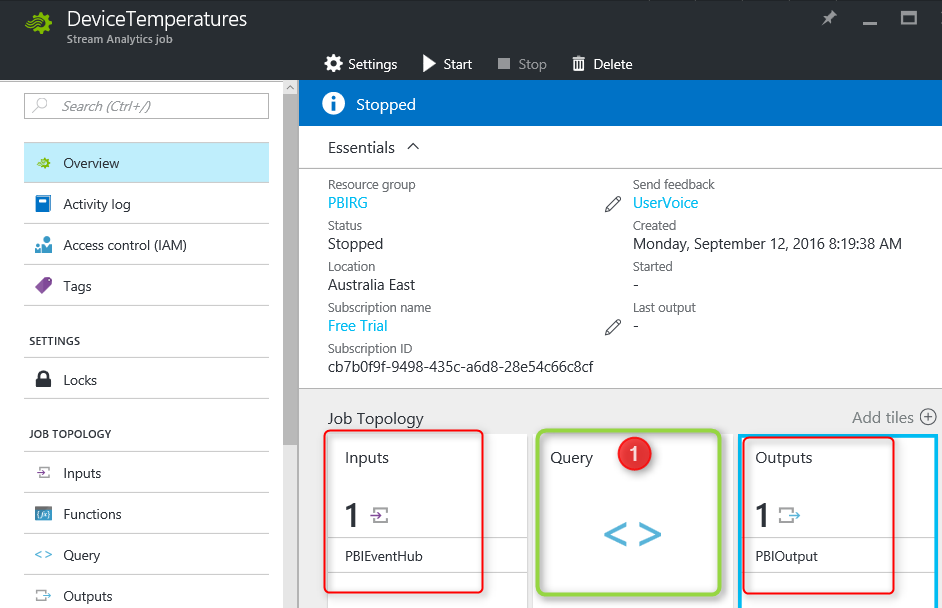 DeviceTemperatures
Stream Analytics job
Settings
Start
Stop
Delete
Search (Ctrl+/)
Overview
Activity log
Access control (IAM)
Tags
SETTINGS
Locks
JOB TOPOLOGY
Inputs
Functions
Query
Outputs
Stopped
Essentials
Resource group
PBIRG
Status
Stopped
Location
Australia East
Subscription name
Free Trial
Subscription ID
cb7b0f9f-9498-435c-a6d8-28e54c66c8cf
Send feedback
UserVoice
Created
Monday, September 12, 2016 8:19:38 AM
Started
-
Last output
-
Job Topology
Add tiles
Inputs
1
PBIEventHub
Query
1
< >
Outputs
1
PBIOutput